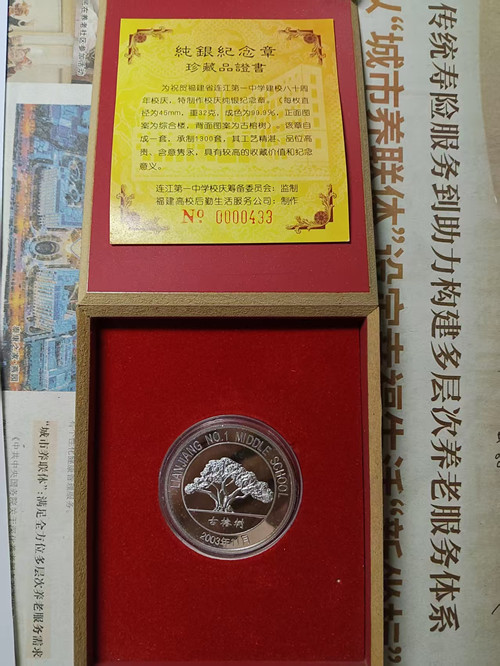 純銀紀念章
珍藏品證書
为祝贺福建省连江第一中学建校八十周
年校庆，特制作校庆纯银纪念章，《每枚直
径为45mm，重32克，成色为99.9%，正面图
案为综合楼，背面图案为古榕树》。该章自
成一套，承制1300套，其工艺精湛、品位高
贵、含意隽永，具有较高的收藏价值和纪念
意义。
连江第一中学校庆筹备委员会：监制
福建高校后勤生活服务公司：制作
No 0000433
LIANJIANG NO.1 MIDDLE SCHOOL
古榕树
2003年 月
传统寿险服务到助力构建多层次养老服务体系
“城市养联体”：满足全方位多层次养老服务需求